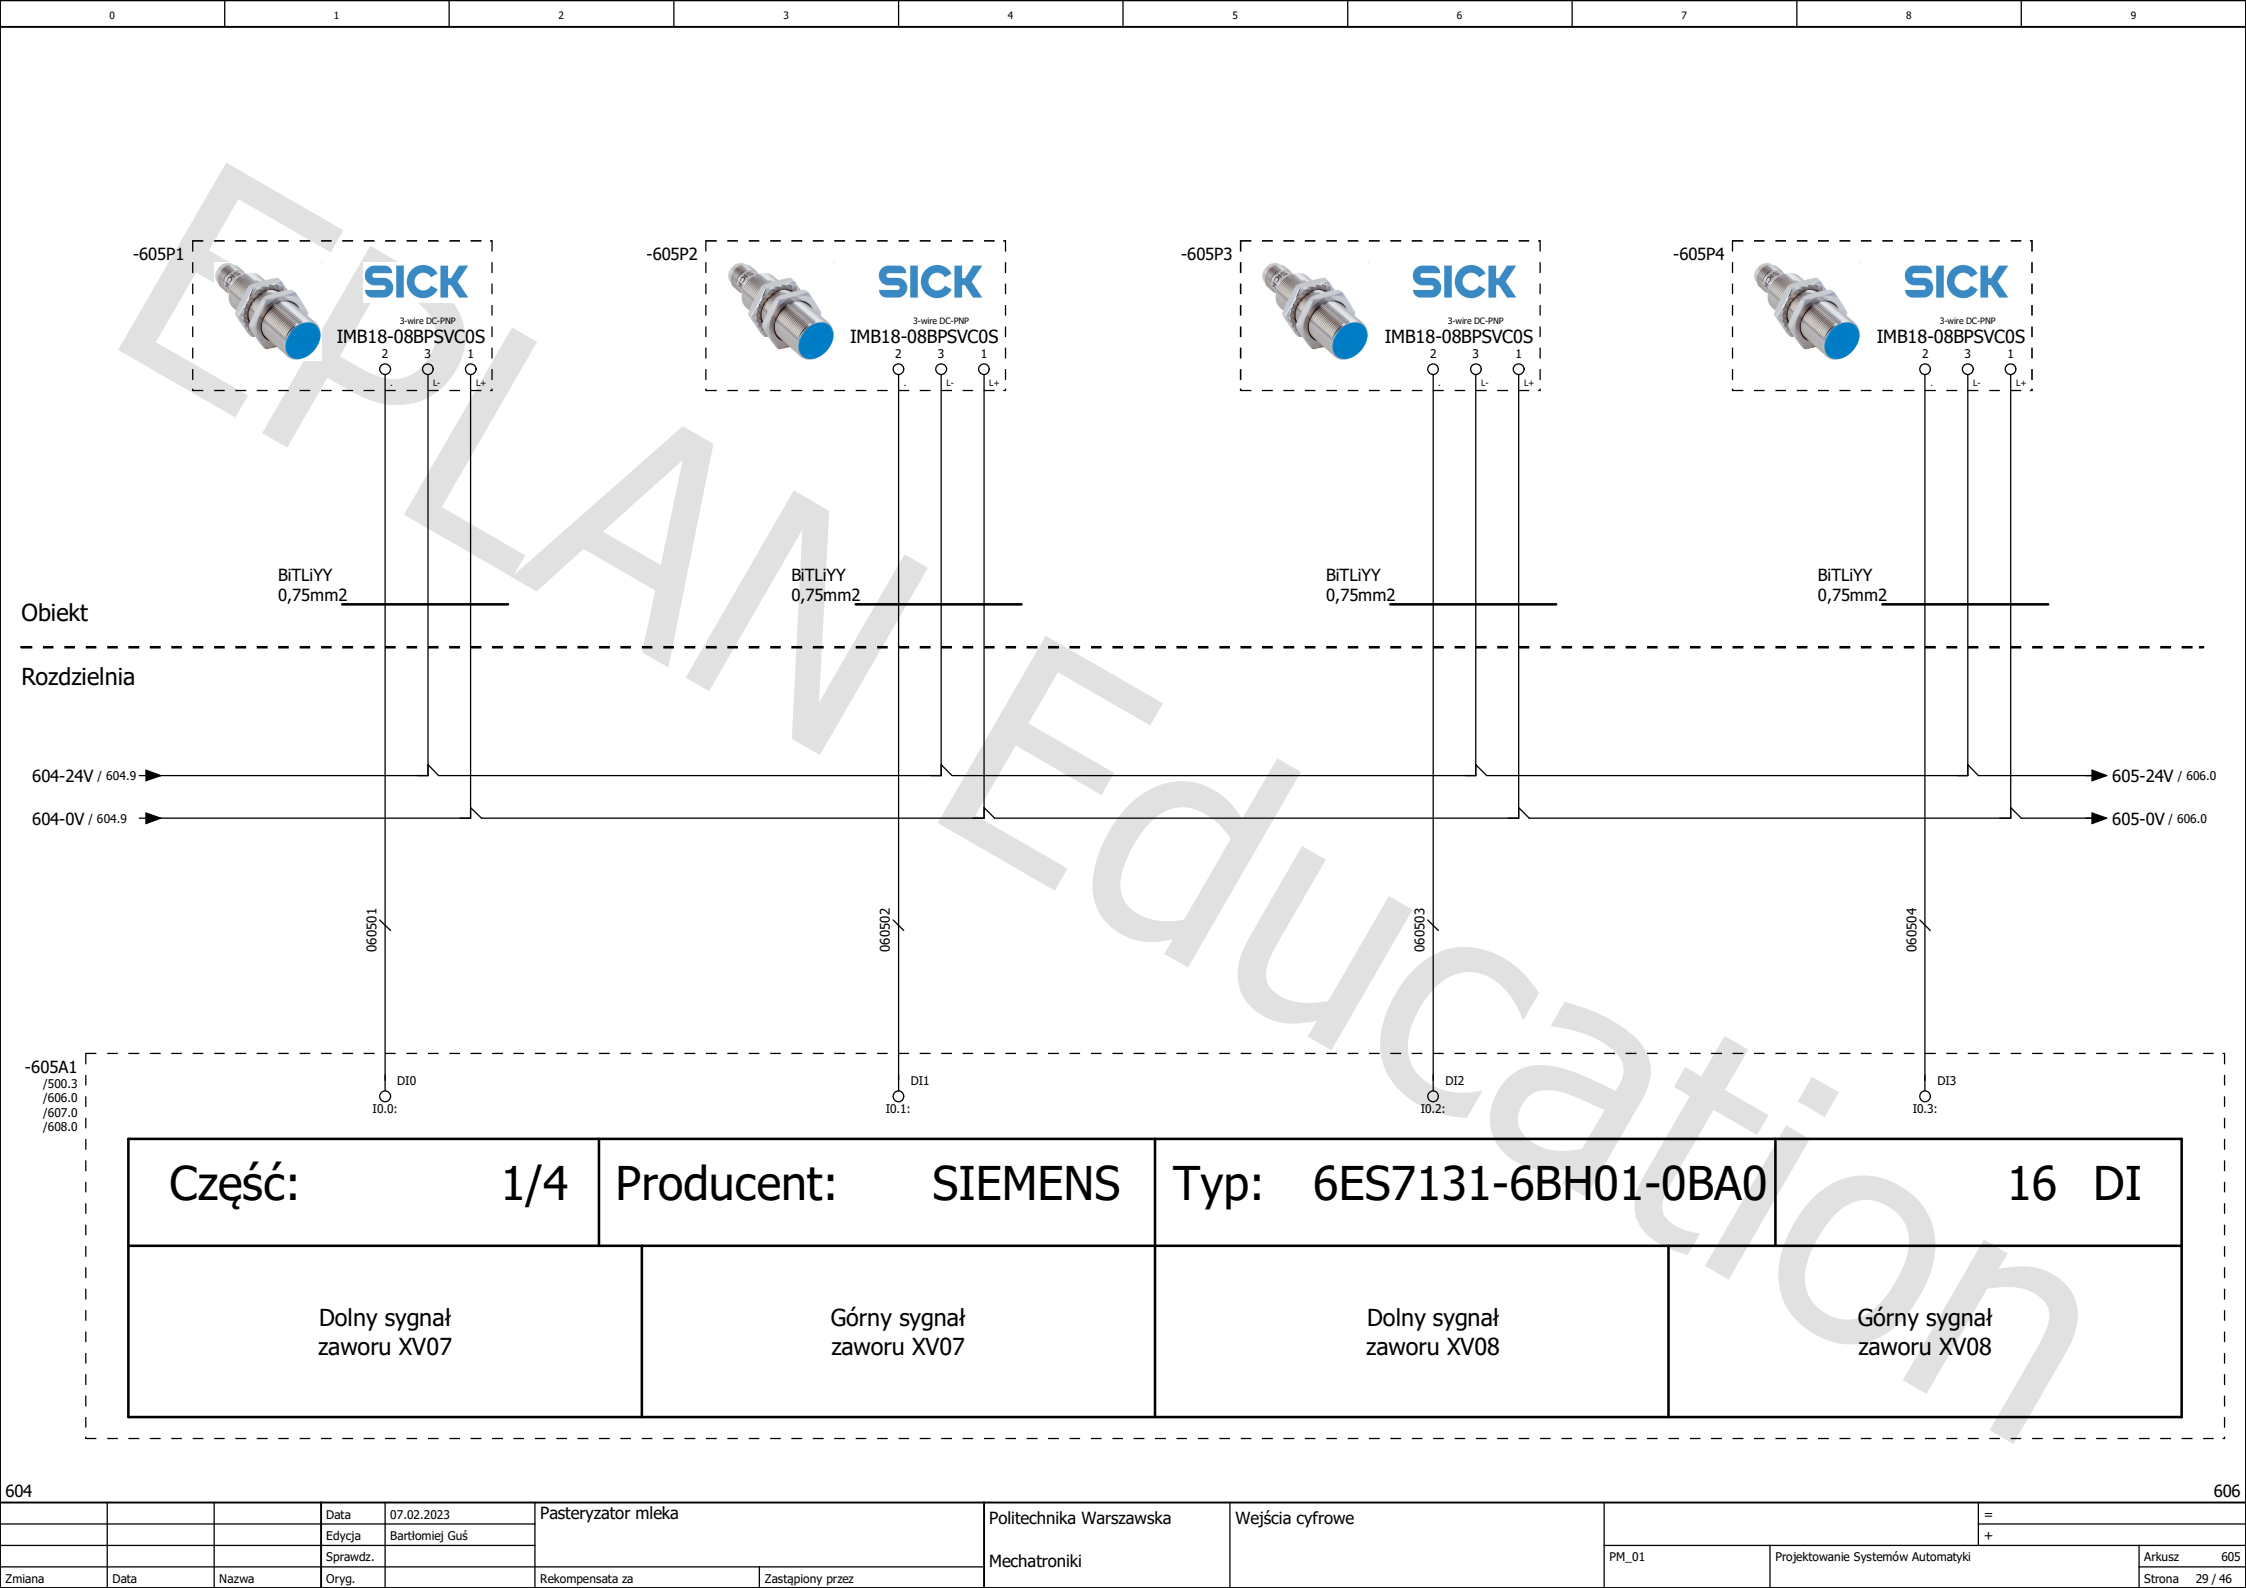 0 1 2 3 4 5 6 7 8 9
EPLAN Education
-605P1 SICK -605P2 SICK -605P3 SICK -605P4 SICK
3-wire DC-PNP 3-wire DC-PNP 3-wire DC-PNP 3-wire DC-PNP
IMB18-08BPSVC0S IMB18-08BPSVC0S IMB18-08BPSVC0S IMB18-08BPSVC0S
2 3 1 2 3 1 2 3 1 2 3 1
. L- L+ . L- L+ . L- L+ . L- L+
BiTLiYY BiTLiYY BiTLiYY BiTLiYY
0,75mm2 0,75mm2 0,75mm2 0,75mm2
Obiekt
Rozdzielnia
604-24V / 604.9 605-24V / 606.0
604-0V / 604.9 605-0V / 606.0
060501 060502 060503 060504
-605A1
/500.3
/606.0
/607.0
/608.0
DI0 DI1 DI2 DI3
I0.0: I0.1: I0.2: I0.3:
Część: 1/4 Producent: SIEMENS Typ: 6ES7131-6BH01-0BA0 16 DI
Dolny sygnał Górny sygnał Dolny sygnał Górny sygnał
zaworu XV07 zaworu XV07 zaworu XV08 zaworu XV08
604 606
Data 07.02.2023 Pasteryzator mleka Politechnika Warszawska Wejścia cyfrowe =
Edycja Bartłomiej Guś +
Sprawdz. Mechatroniki PM_01 Projektowanie Systemów Automatyki Arkusz 605
Zmiana Data Nazwa Oryg. Rekompensata za Zastąpiony przez Strona 29 / 46